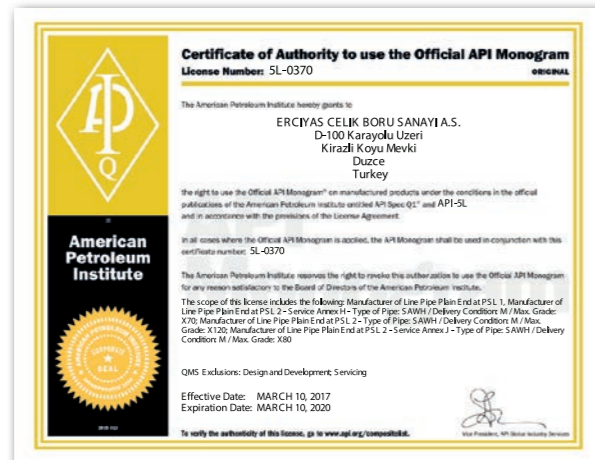 Certificate of Authority to use the Official API Monogram
License Number: 5L-0370
ORIGINAL
The American Petroleum Institute hereby grants to
ERCIYAS CELIK BORU SANAYI A.S.
D-100 Karayolu Uzeri
Kirazli Koyu Mevki
Duzce
Turkey
the right to use the Official API Monogram® on manufactured products under the conditions in the official
publications of the American Petroleum Institute entitled API Spec Q1® and API-5L
and in accordance with the provisions of the License Agreement.
In all cases where the Official API Monogram is applied, the API Monogram shall be used in conjunction with this
certificate number: 5L-0370
The American Petroleum Institute reserves the right to revoke this authorization to use the Official API Monogram
for any reason satisfactory to the Board of Directors of the American Petroleum Institute.
The scope of this license includes the following: Manufacturer of Line Pipe Plain End at PSL 1, Manufacturer of
Line Pipe Plain End at PSL 2 - Service Annex H - Type of Pipe: SAWH / Delivery Condition: M / Max. Grade:
X70; Manufacturer of Line Pipe Plain End at PSL 2 - Type of Pipe: SAWH / Delivery Condition: M / Max.
Grade: X120; Manufacturer of Line Pipe Plain End at PSL 2 - Service Annex J - Type of Pipe: SAWH / Delivery
Condition: M / Max. Grade: X80
QMS Exclusions: Design and Development; Servicing
Effective Date: MARCH 10, 2017
Expiration Date: MARCH 10, 2020
To verify the authenticity of this license, go to www.api.org/compositelist.
Vice President, API Global Industry Services
API
Q
American
Petroleum
Institute
AMERICAN PETROLEUM INSTITUTE
CORPORATE
SEAL